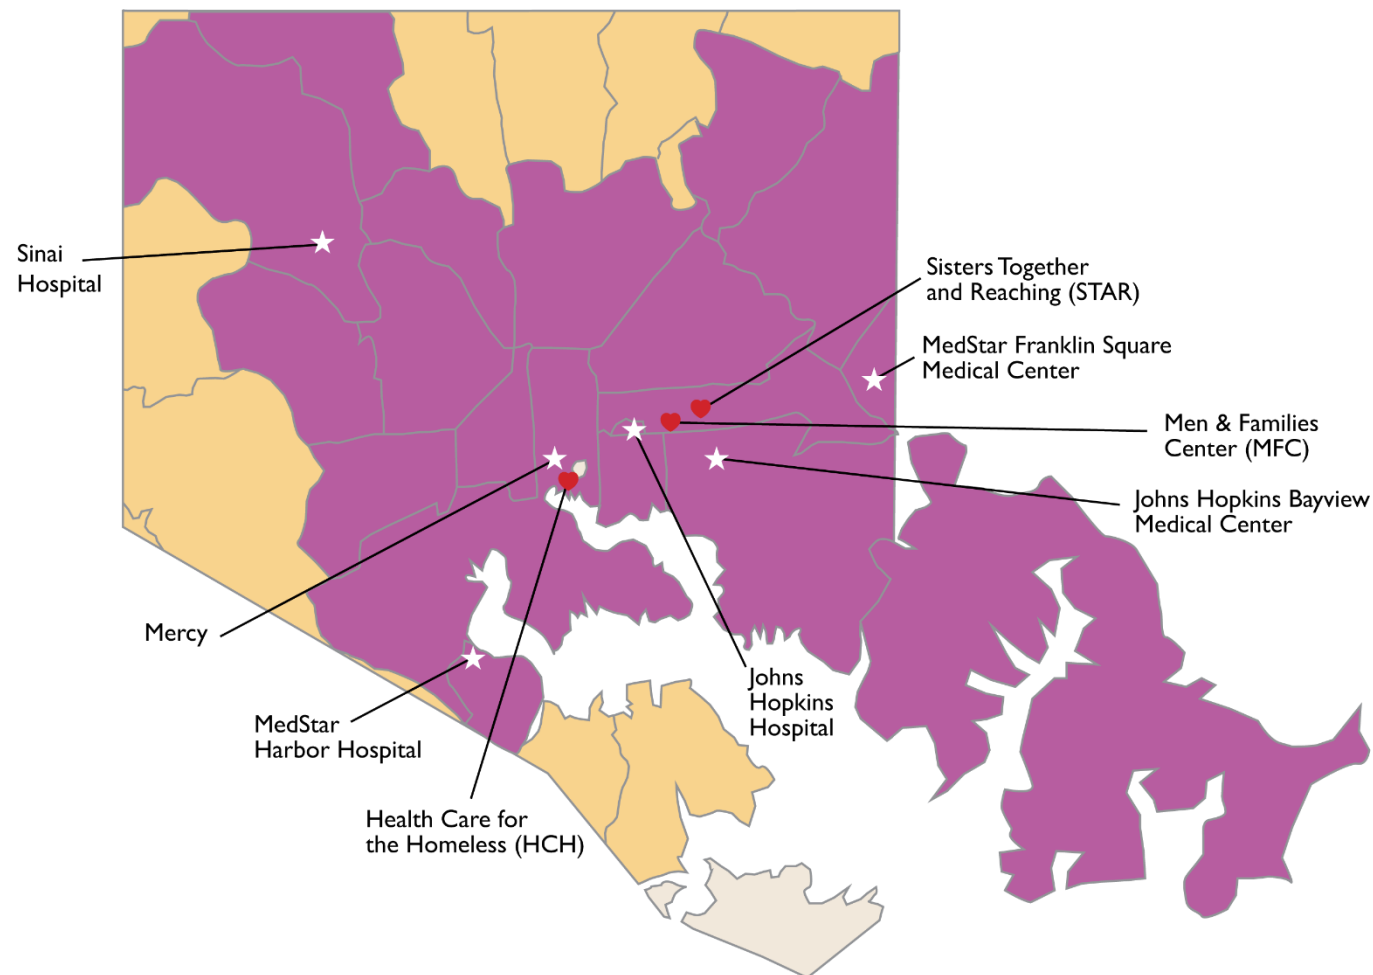 Sinai
Hospital
Sisters Together
and Reaching (STAR)
MedStar Franklin Square
Medical Center
Men & Families
Center (MFC)
Johns Hopkins Bayview
Medical Center
Mercy
Johns
Hopkins
Hospital
MedStar
Harbor Hospital
Health Care for
the Homeless (HCH)